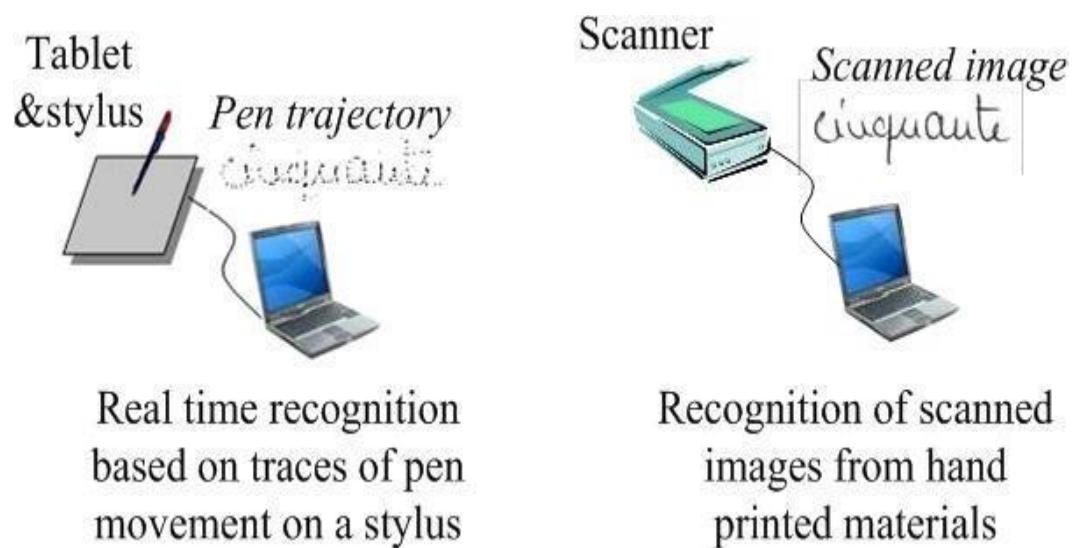 Tablet
&stylus
Pen trajectory
cinquante
Real time recognition
based on traces of pen
movement on a stylus
Scanner
Scanned image
cinquante
Recognition of scanned
images from hand
printed materials